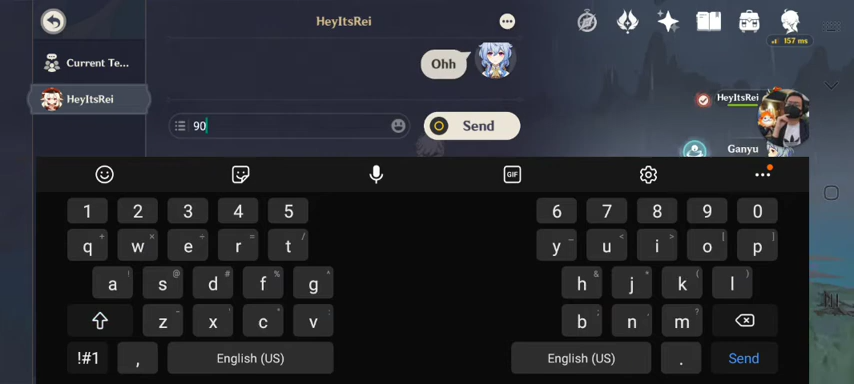 HeyItsRei
157 ms
Current Te...
Ohh
HeyItsRei
HeyItsRei
90
Send
Ganyu
GIF
1 2 3 4 5 6 7 8 9 0
q + w × e ÷ r = t / y _ u < i > o [ p ]
a ! s @ d # f % g ^ h & j * k ( l )
z - x ' c " v : b ; n , m ?
!#1 , English (US) English (US) . Send